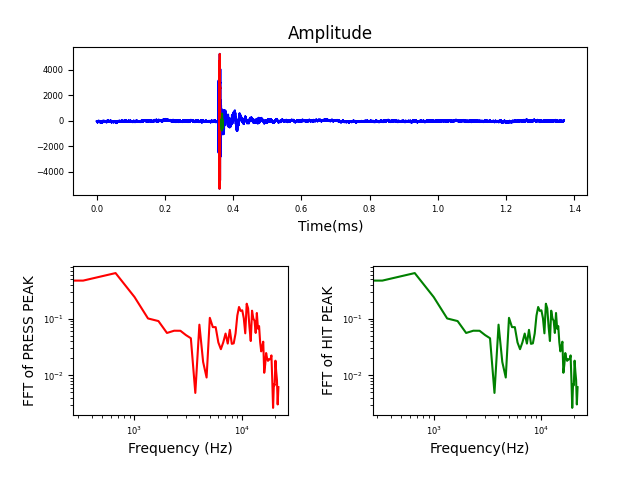 Amplitude
4000
2000
0
−2000
−4000
0.0 0.2 0.4 0.6 0.8 1.0 1.2 1.4
Time(ms)
FFT of PRESS PEAK
10⁻¹
10⁻²
10³ 10⁴
Frequency (Hz)
FFT of HIT PEAK
10⁻¹
10⁻²
10³ 10⁴
Frequency(Hz)